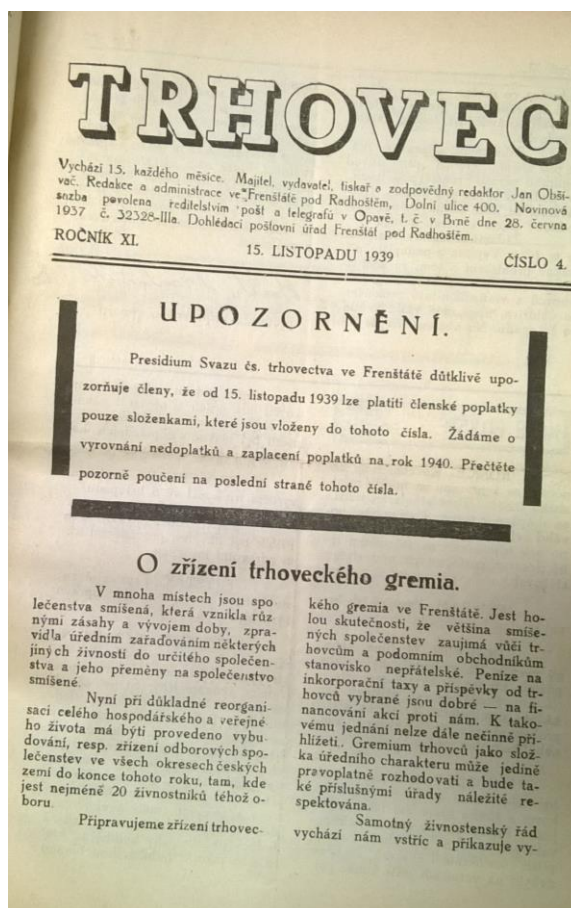 TRHOVEC
Vychází 15. každého měsíce. Majitel, vydavatel, tiskař a zodpovědný redaktor Jan Obší-
vač. Redakce a administrace ve Frenštátě pod Radhoštěm, Dolní ulice 400. Novinová
sazba povolena ředitelstvím pošt a telegrafů v Opavě, t. č v Brně dne 28. června
1937 č. 32328-IIIa. Dohlédací poštovní úřad Frenštát pod Radhoštěm.
ROČNÍK XI.
15. LISTOPADU 1939
ČÍSLO 4.
UPOZORNĚNÍ.
Presidium Svazu čs. trhovectva ve Frenštátě důtklivě upo-
zorňuje členy, že od 15. listopadu 1939 lze platiti členské poplatky
pouze složenkami, které jsou vloženy do tohoto čísla. Žádáme o
vyrovnání nedoplatků a zaplacení poplatků na rok 1940. Přečtěte
pozorně poučení na poslední straně tohoto čísla.
O zřízení trhoveckého gremia.
V mnoha místech jsou spo-
lečenstva smíšená, která vznikla růz
nými zásahy a vývojem doby, zpra-
vidla úředním zařaďováním některých
jiných živností do určitého společen-
stva a jeho přeměny na společenstvo
smíšené.
Nyní při důkladné reorgani-
saci celého hospodářského a veřejné
ho života má býti provedeno vybu
dování, resp. zřízení odborových spo-
lečenstev ve všech okresech českých
zemí do konce tohoto roku, tam, kde
jest nejméně 20 živnostníků téhož o-
boru.
Připravujeme zřízení trhovec-
kého gremia ve Frenštátě. Jest ho-
lou skutečností, že většina smíše-
ných společenstev zaujímá vůči tr-
hovcům a podomním obchodníkům
stanovisko nepřátelské. Peníze na
inkorporační taxy a příspěvky od tr-
hovců vybrané jsou dobré — na fi-
nancování akcí proti nám. K tako-
vému jednání nelze dále nečinně při-
hlížeti. Gremium trhovců jako slož-
ka úředního charakteru může jedině
pravoplatně rozhodovati a bude ta-
ké příslušnými úřady náležitě re-
spektována.
Samotný živnostenský řád
vychází nám vstříc a přikazuje vy-